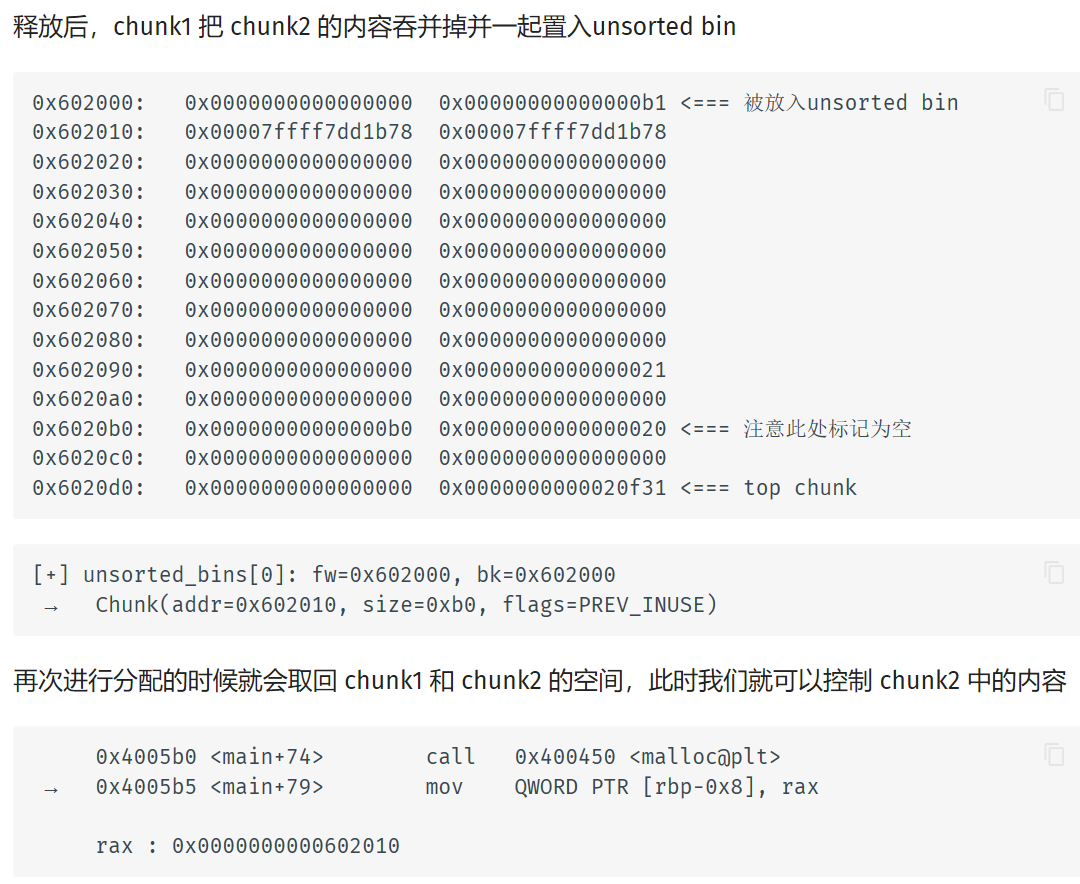 释放后，chunk1 把 chunk2 的内容吞并掉并一起置入unsorted bin
0x602000:   0x0000000000000000  0x00000000000000b1 <=== 被放入unsorted bin
0x602010:   0x00007ffff7dd1b78  0x00007ffff7dd1b78
0x602020:   0x0000000000000000  0x0000000000000000
0x602030:   0x0000000000000000  0x0000000000000000
0x602040:   0x0000000000000000  0x0000000000000000
0x602050:   0x0000000000000000  0x0000000000000000
0x602060:   0x0000000000000000  0x0000000000000000
0x602070:   0x0000000000000000  0x0000000000000000
0x602080:   0x0000000000000000  0x0000000000000000
0x602090:   0x0000000000000000  0x0000000000000021
0x6020a0:   0x0000000000000000  0x0000000000000000
0x6020b0:   0x00000000000000b0  0x0000000000000020 <=== 注意此处标记为空
0x6020c0:   0x0000000000000000  0x0000000000000000
0x6020d0:   0x0000000000000000  0x0000000000020f31 <=== top chunk
[+] unsorted_bins[0]: fw=0x602000, bk=0x602000
→   Chunk(addr=0x602010, size=0xb0, flags=PREV_INUSE)
再次进行分配的时候就会取回 chunk1 和 chunk2 的空间，此时我们就可以控制 chunk2 中的内容
0x4005b0 <main+74>        call   0x400450 <malloc@plt>
→   0x4005b5 <main+79>        mov    QWORD PTR [rbp-0x8], rax
rax : 0x0000000000602010